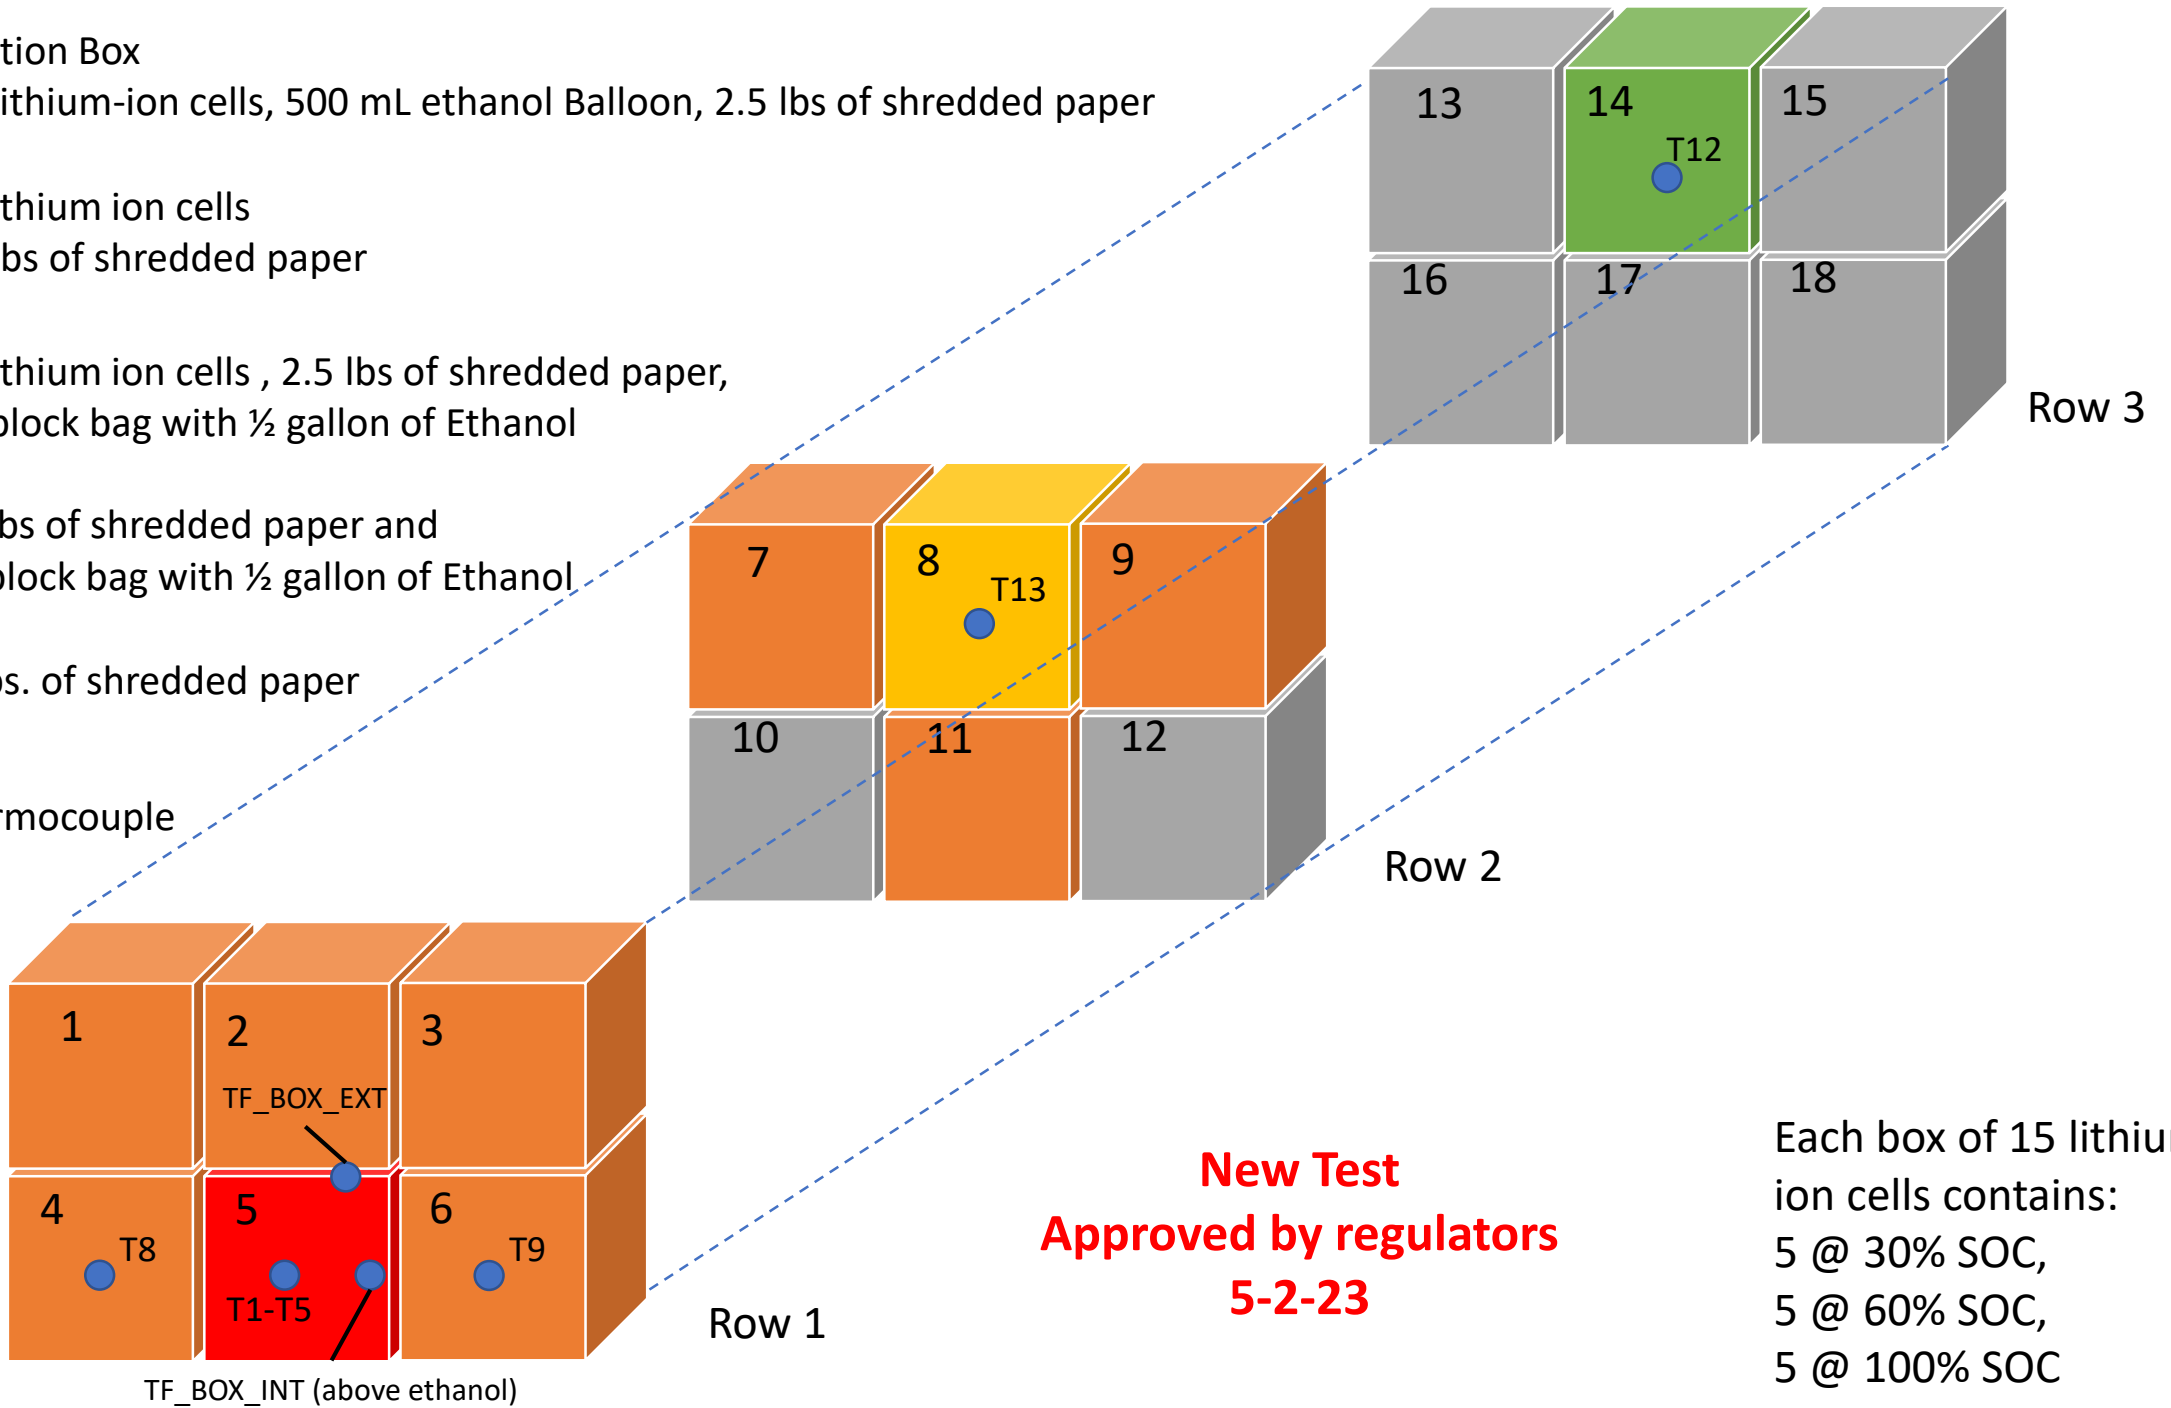 tion Box
ithium-ion cells, 500 mL ethanol Balloon, 2.5 lbs of shredded paper
thium ion cells
bs of shredded paper
thium ion cells , 2.5 lbs of shredded paper,
block bag with ½ gallon of Ethanol
bs of shredded paper and
block bag with ½ gallon of Ethanol
os. of shredded paper
rmocouple
13
14
15
T12
16
17
18
Row 3
7
8
9
T13
10
11
12
Row 2
1
2
3
TF_BOX_EXT
4
5
6
T8
T9
T1-T5
Row 1
TF_BOX_INT (above ethanol)
New Test
Approved by regulators
5-2-23
Each box of 15 lithiu
ion cells contains:
5 @ 30% SOC,
5 @ 60% SOC,
5 @ 100% SOC